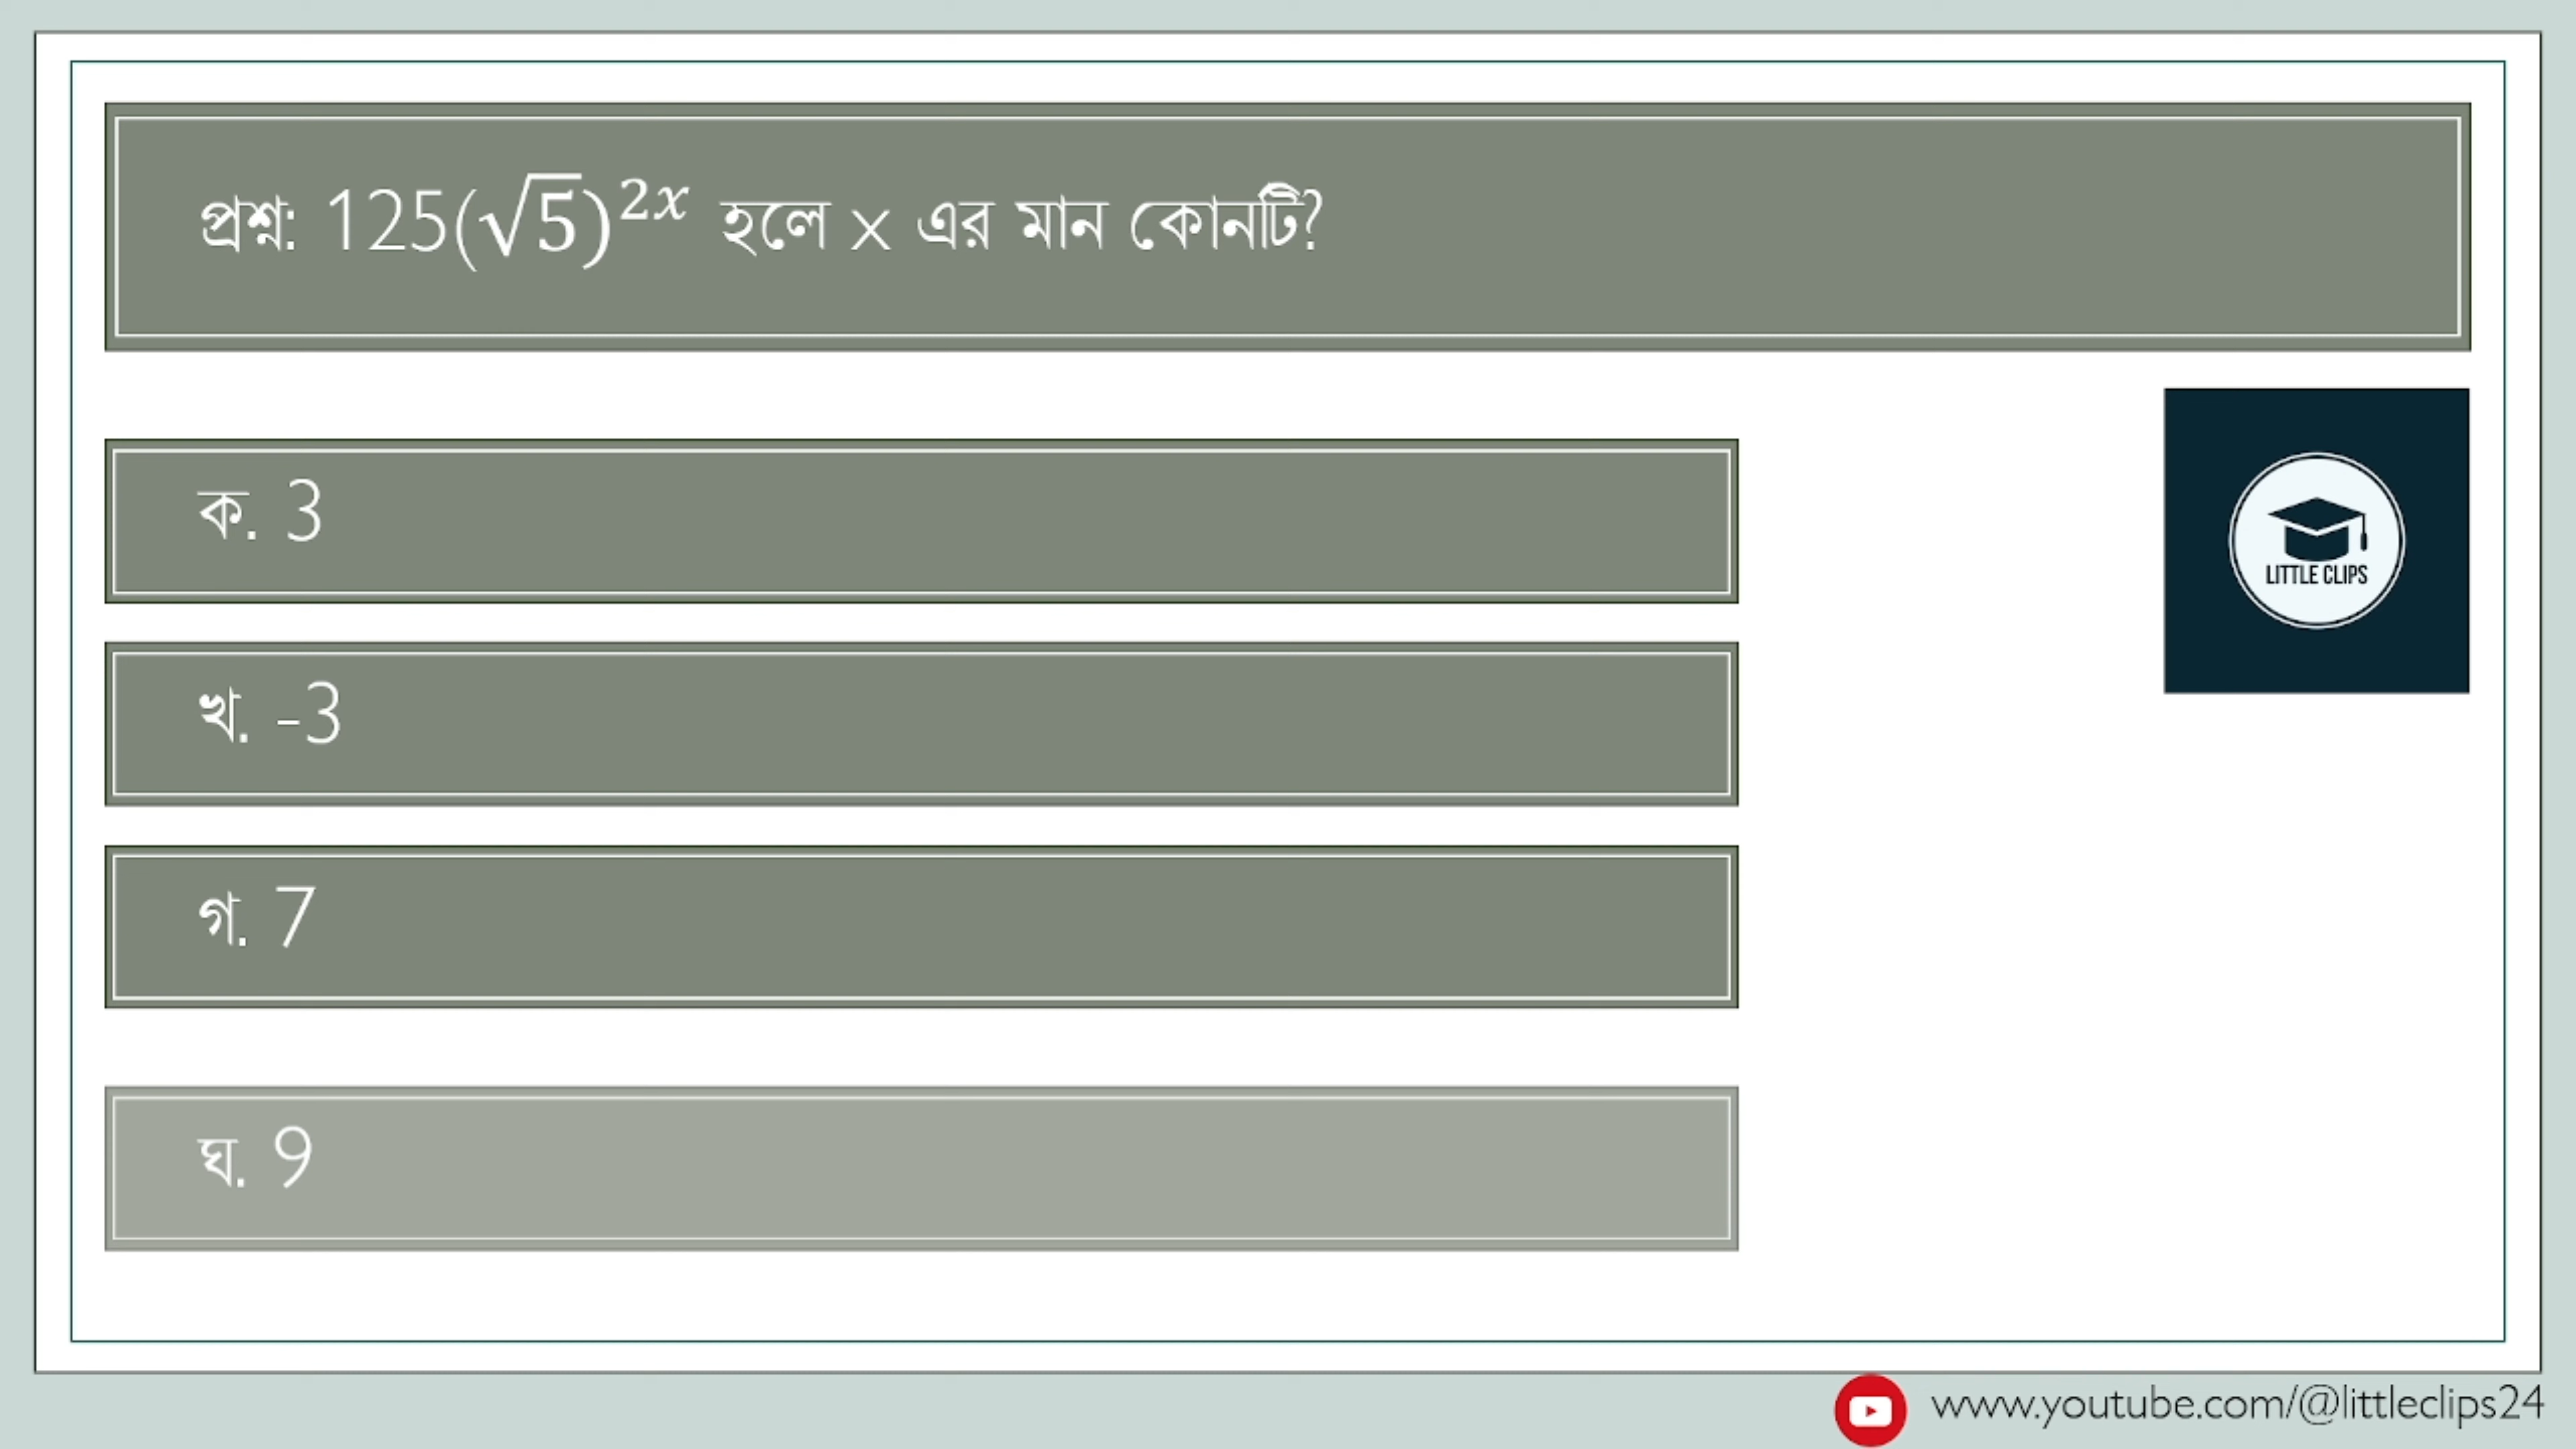 প্রশ্ন: 125(√5)^{2x} হলে x এর মান কোনটি?
ক. 3
LITTLE CLIPS
খ. -3
গ. 7
ঘ. 9
www.youtube.com/@littleclips24